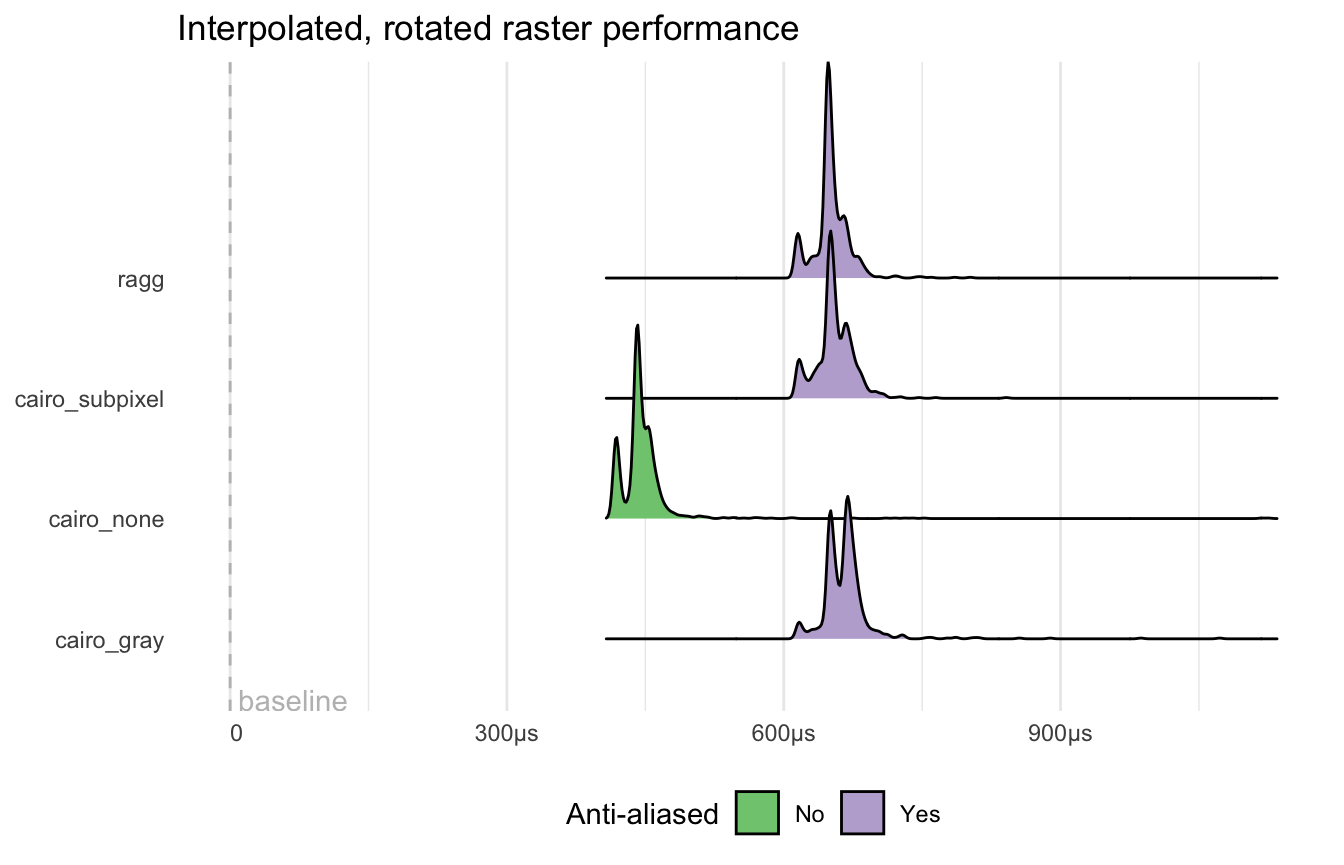 Interpolated, rotated raster performance
ragg
cairo_subpixel
cairo_none
cairo_gray
baseline
0 300µs 600µs 900µs
Anti-aliased No Yes